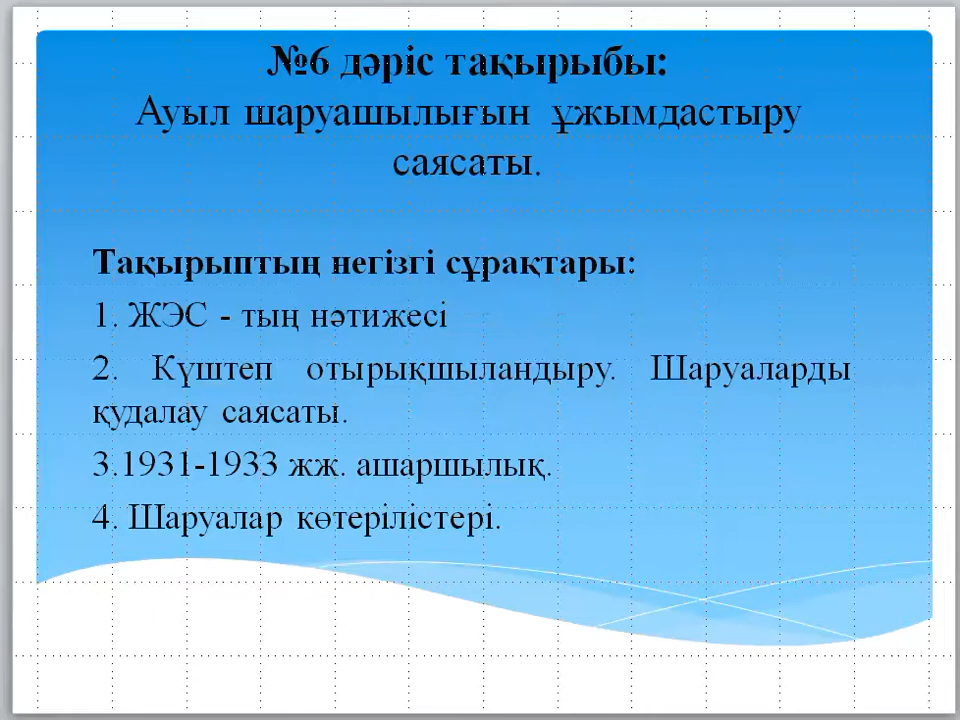 №6 дәріс тақырыбы:
Ауыл шаруашылығын ұжымдастыру
саясаты.
Тақырыптың негізгі сұрақтары:
1. ЖЭС - тың нәтижесі
2. Күштеп отырықшыландыру. Шаруаларды
қудалау саясаты.
3.1931-1933 жж. ашаршылық.
4. Шаруалар көтерілістері.